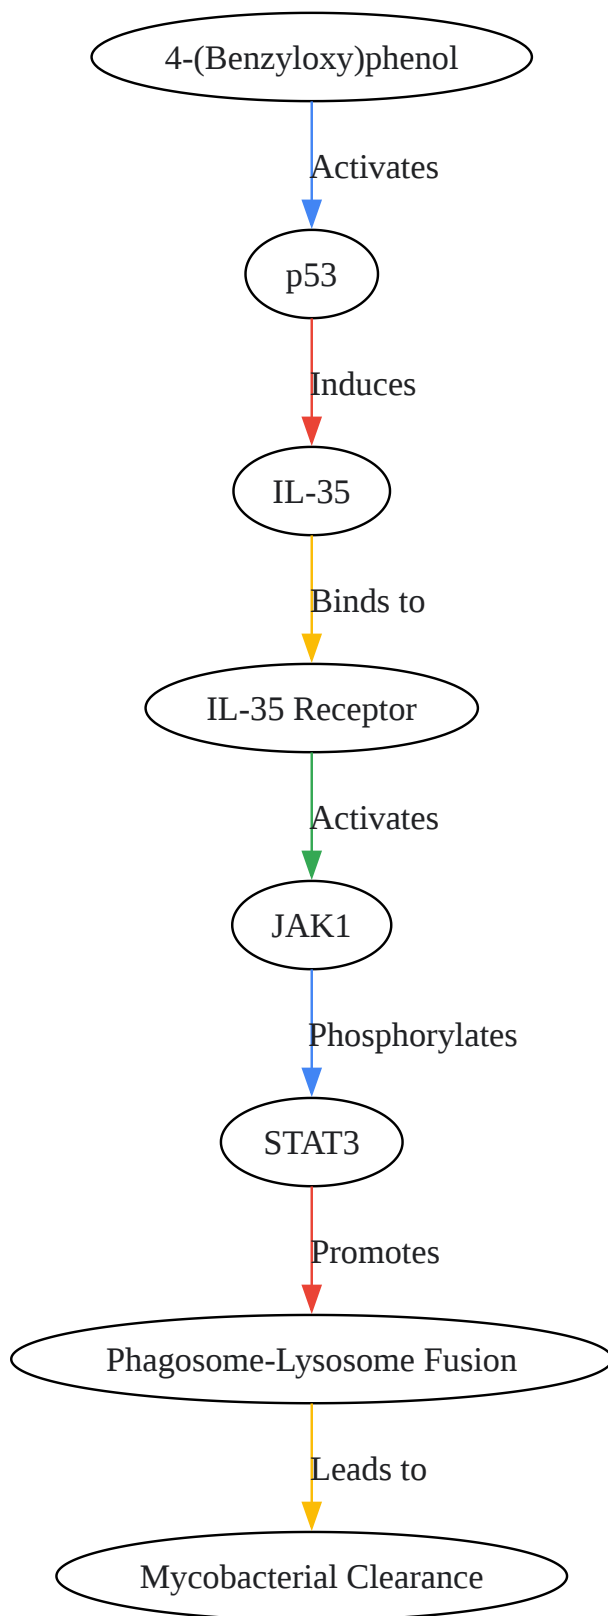 4-(Benzyloxy)phenol
Activates
p53
Induces
IL-35
Binds to
IL-35 Receptor
Activates
JAK1
Phosphorylates
STAT3
Promotes
Phagosome-Lysosome Fusion
Leads to
Mycobacterial Clearance